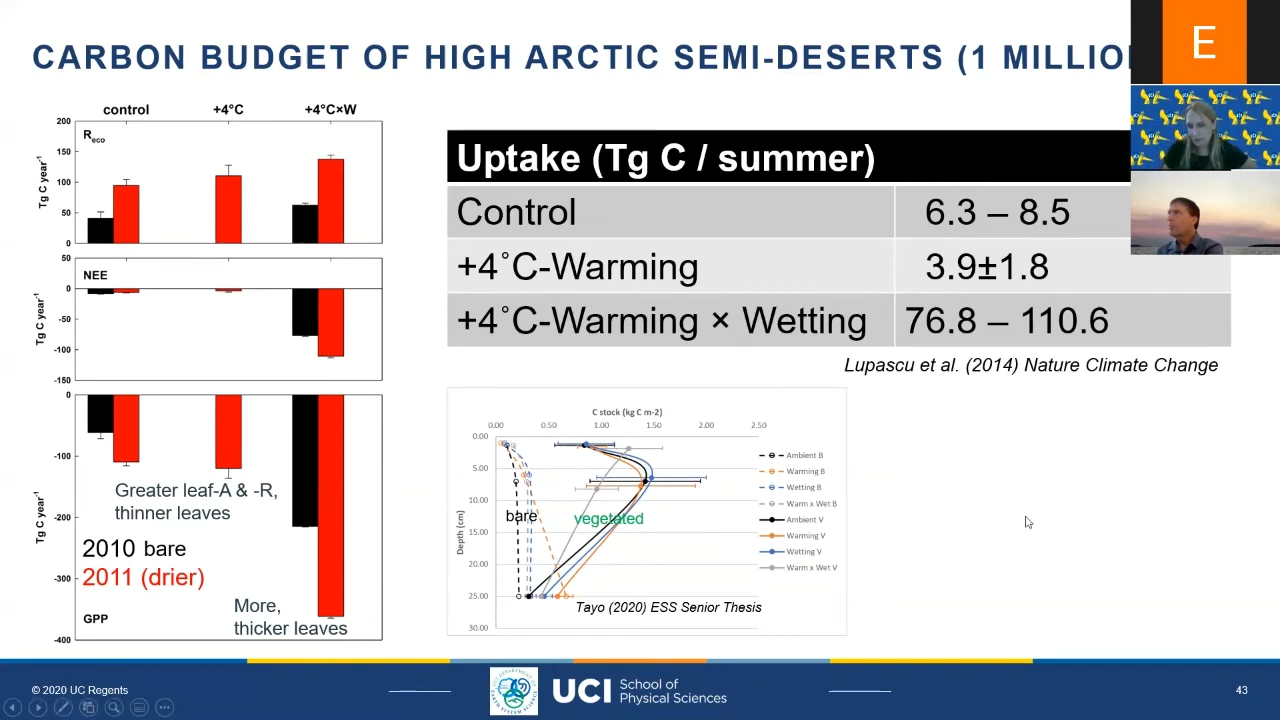 CARBON BUDGET OF HIGH ARCTIC SEMI-DESERTS (1 MILLIO
E
control +4°C +4°C×W
200
Reco
150
100
50
0
Tg C year-1
50
NEE
0
-50
-100
-150
Tg C year-1
0
-100
-200
-300
-400
Tg C year-1
Greater leaf-A & -R,
thinner leaves
2010 bare
2011 (drier)
More,
thicker leaves
GPP
Uptake (Tg C / summer)
Control 6.3 – 8.5
+4˚C-Warming 3.9±1.8
+4˚C-Warming × Wetting 76.8 – 110.6
Lupascu et al. (2014) Nature Climate Change
C stock (kg C m-2)
0.00 0.50 1.00 1.50 2.00 2.50
0.00
5.00
10.00
15.00
20.00
25.00
30.00
Depth (cm)
bare
vegetated
Ambient B
Warming B
Wetting B
Warm x Wet B
Ambient V
Warming V
Wetting V
Warm x Wet V
Tayo (2020) ESS Senior Thesis
© 2020 UC Regents
UCI School of
Physical Sciences
43